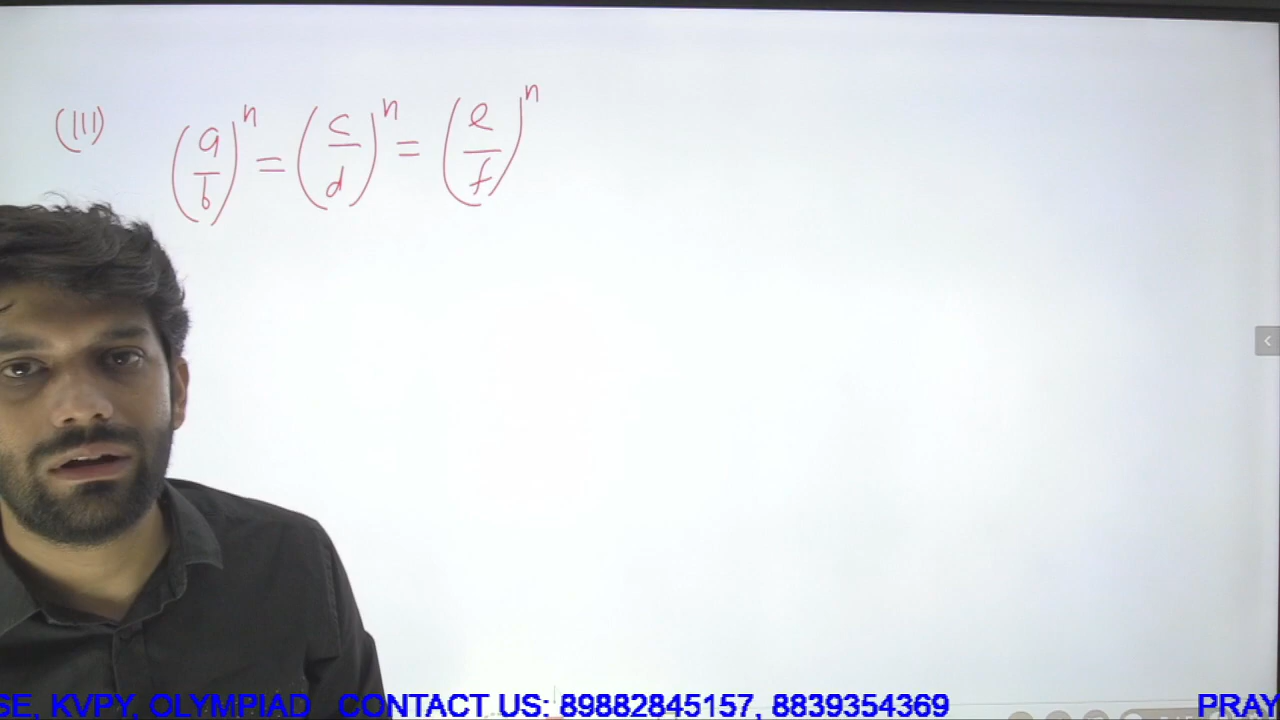 (III) (a/b)^n = (c/d)^n = (e/f)^n
SE, KVPY, OLYMPIAD CONTACT US: 89882845157, 8839354369 PRAY